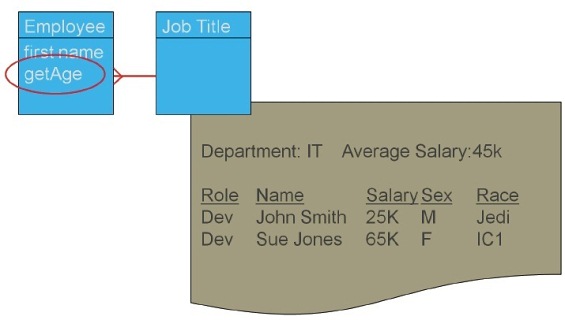 Employee
first name
getAge
Job Title
Department: IT Average Salary:45k
Role Name Salary Sex Race
Dev John Smith 25K M Jedi
Dev Sue Jones 65K F IC1